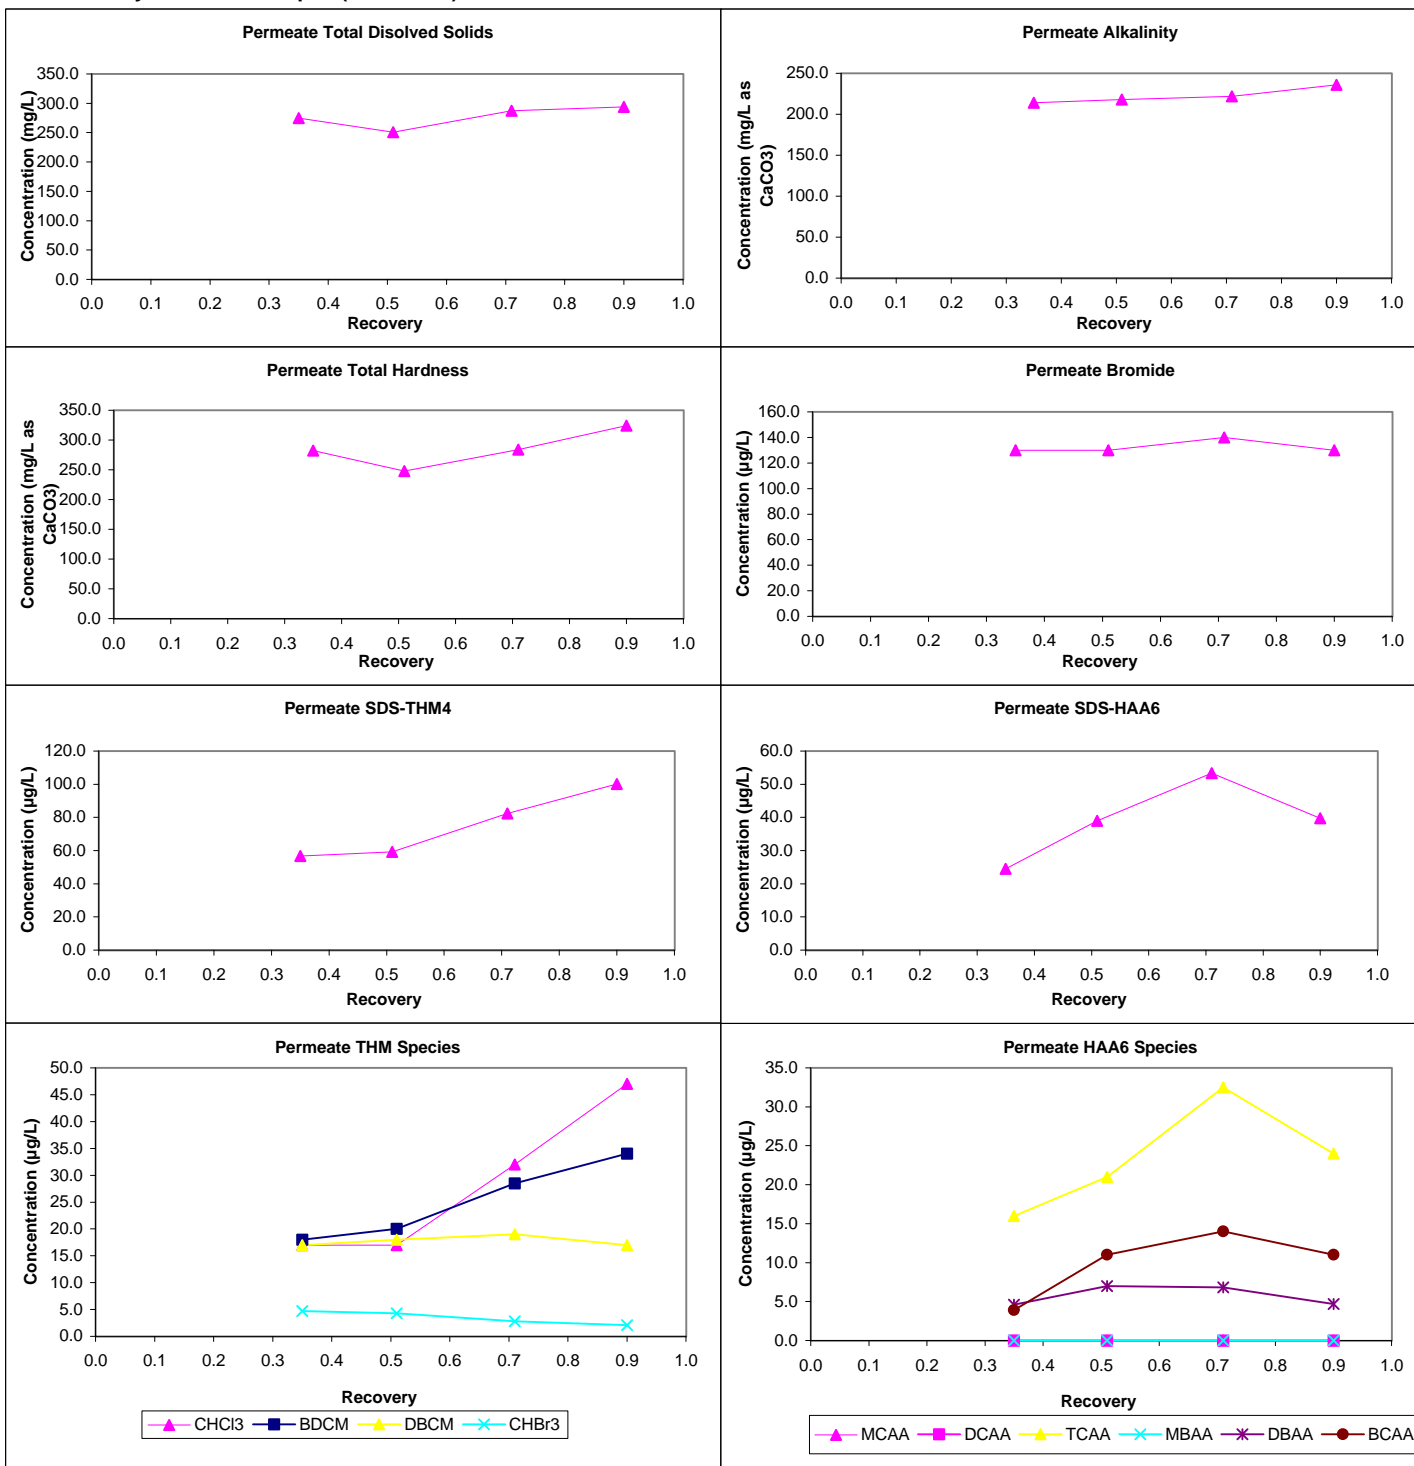 Permeate Total Disolved Solids
Concentration (mg/L)
350.0
300.0
250.0
200.0
150.0
100.0
50.0
0.0
0.0 0.1 0.2 0.3 0.4 0.5 0.6 0.7 0.8 0.9 1.0
Recovery
Permeate Alkalinity
Concentration (mg/L as
CaCO3)
250.0
200.0
150.0
100.0
50.0
0.0
0.0 0.1 0.2 0.3 0.4 0.5 0.6 0.7 0.8 0.9 1.0
Recovery
Permeate Total Hardness
Concentration (mg/L as
CaCO3)
350.0
300.0
250.0
200.0
150.0
100.0
50.0
0.0
0.0 0.1 0.2 0.3 0.4 0.5 0.6 0.7 0.8 0.9 1.0
Recovery
Permeate Bromide
Concentration (µg/L)
160.0
140.0
120.0
100.0
80.0
60.0
40.0
20.0
0.0
0.0 0.1 0.2 0.3 0.4 0.5 0.6 0.7 0.8 0.9 1.0
Recovery
Permeate SDS-THM4
Concentration (µg/L)
120.0
100.0
80.0
60.0
40.0
20.0
0.0
0.0 0.1 0.2 0.3 0.4 0.5 0.6 0.7 0.8 0.9 1.0
Recovery
Permeate SDS-HAA6
Concentration (µg/L)
60.0
50.0
40.0
30.0
20.0
10.0
0.0
0.0 0.1 0.2 0.3 0.4 0.5 0.6 0.7 0.8 0.9 1.0
Recovery
Permeate THM Species
Concentration (µg/L)
50.0
45.0
40.0
35.0
30.0
25.0
20.0
15.0
10.0
5.0
0.0
0.0 0.1 0.2 0.3 0.4 0.5 0.6 0.7 0.8 0.9 1.0
Recovery
CHCl3 BDCM DBCM CHBr3
Permeate HAA6 Species
Concentration (µg/L)
35.0
30.0
25.0
20.0
15.0
10.0
5.0
0.0
0.0 0.1 0.2 0.3 0.4 0.5 0.6 0.7 0.8 0.9 1.0
Recovery
MCAA DCAA TCAA MBAA DBAA BCAA